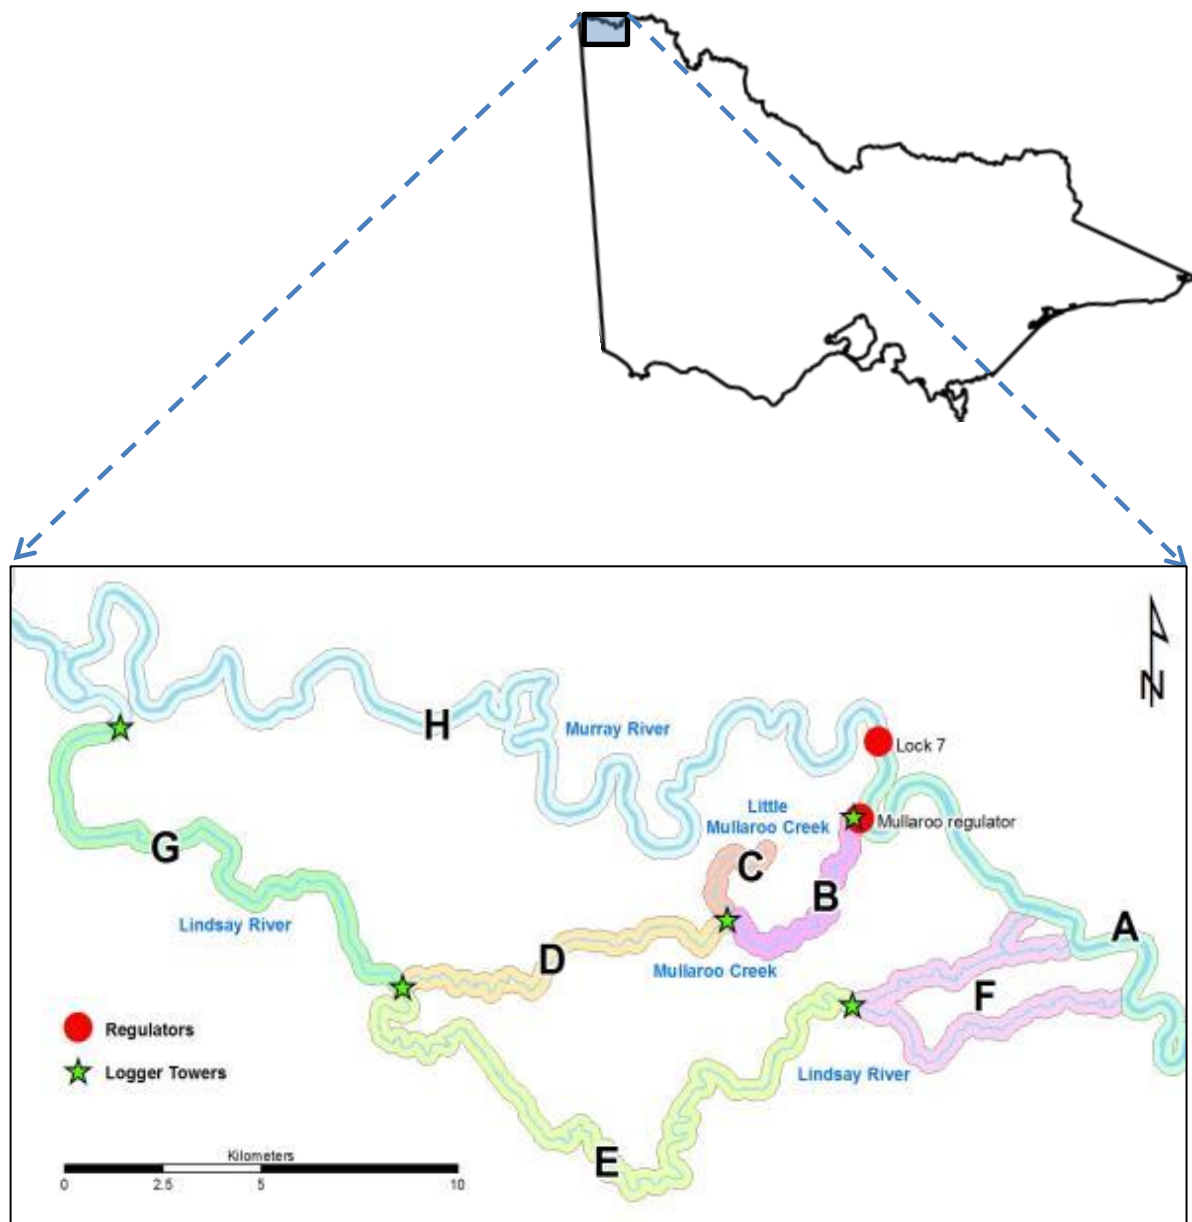 N
H
Murray River
Lock 7
Little
Mullaroo Creek
Mullaroo regulator
G
C
B
Lindsay River
A
D
Mullaroo Creek
F
Regulators
Logger Towers
Lindsay River
E
Kilometers
0 2.5 5 10